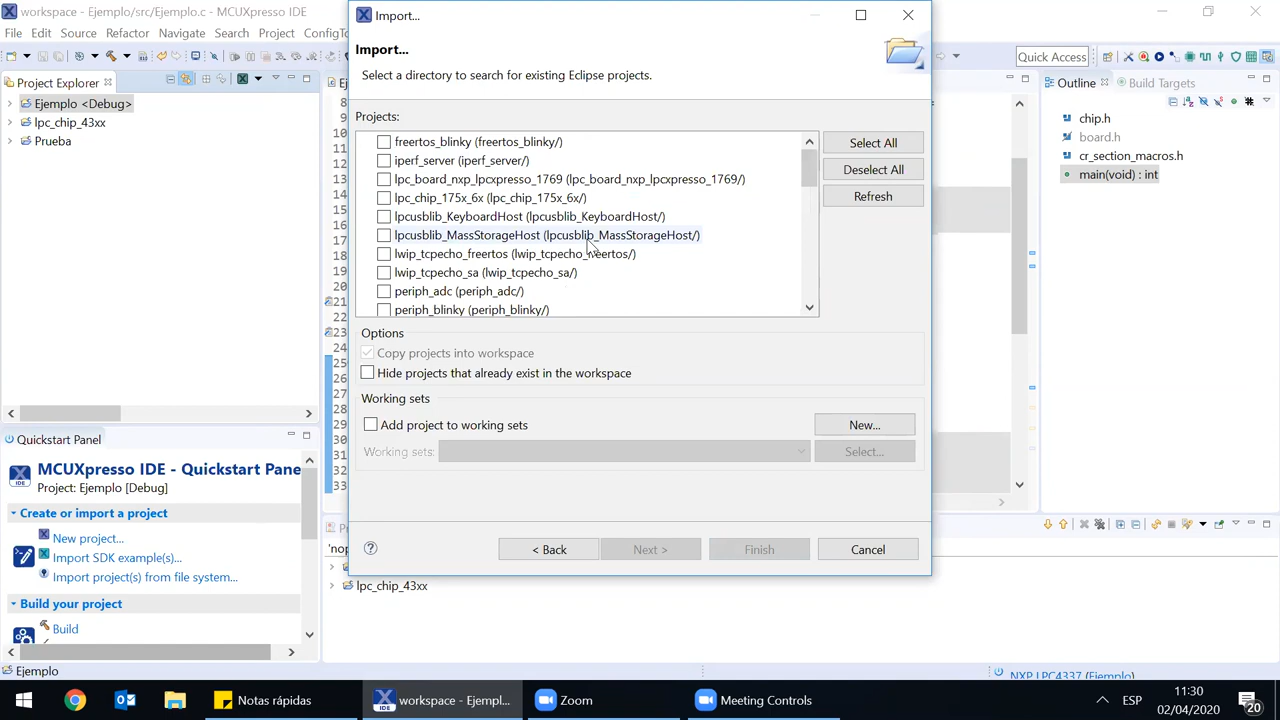 workspace - Ejemplo/src/Ejemplo.c - MCUXpresso IDE
File Edit Source Refactor Navigate Search Project ConfigTo
Quick Access
Project Explorer
Ejemplo <Debug>
lpc_chip_43xx
Prueba
Import...
Import...
Select a directory to search for existing Eclipse projects.
Projects:
freertos_blinky (freertos_blinky/)
iperf_server (iperf_server/)
lpc_board_nxp_lpcxpresso_1769 (lpc_board_nxp_lpcxpresso_1769/)
lpc_chip_175x_6x (lpc_chip_175x_6x/)
lpcusblib_KeyboardHost (lpcusblib_KeyboardHost/)
lpcusblib_MassStorageHost (lpcusblib_MassStorageHost/)
lwip_tcpecho_freertos (lwip_tcpecho_freertos/)
lwip_tcpecho_sa (lwip_tcpecho_sa/)
periph_adc (periph_adc/)
periph_blinky (periph_blinky/)
Select All
Deselect All
Refresh
Options
Copy projects into workspace
Hide projects that already exist in the workspace
Working sets
Add project to working sets
New...
Working sets:
Select...
< Back
Next >
Finish
Cancel
Outline
Build Targets
chip.h
board.h
cr_section_macros.h
main(void) : int
Quickstart Panel
MCUXpresso IDE - Quickstart Pane
Project: Ejemplo [Debug]
Create or import a project
New project...
Import SDK example(s)...
Import project(s) from file system...
Build your project
Build
lpc_chip_43xx
Ejemplo
NXP LPC4337 (Ejemplo)
Notas rápidas
workspace - Ejempl...
Zoom
Meeting Controls
ESP
11:30
02/04/2020
20